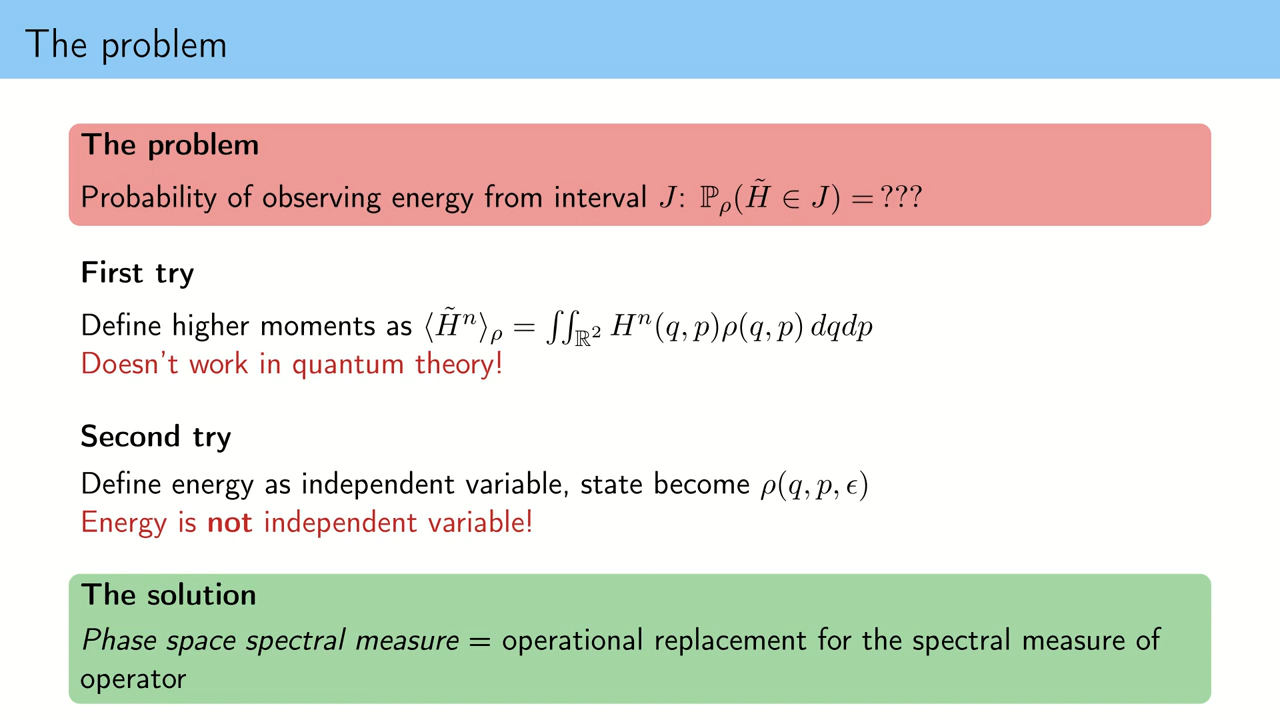 The problem
The problem
Probability of observing energy from interval J: ℙ_ρ(H̃ ∈ J) = ???
First try
Define higher moments as ⟨H̃ⁿ⟩_ρ = ∬_ℝ² Hⁿ(q, p)ρ(q, p) dqdp
Doesn't work in quantum theory!
Second try
Define energy as independent variable, state become ρ(q, p, ϵ)
Energy is not independent variable!
The solution
Phase space spectral measure = operational replacement for the spectral measure of
operator